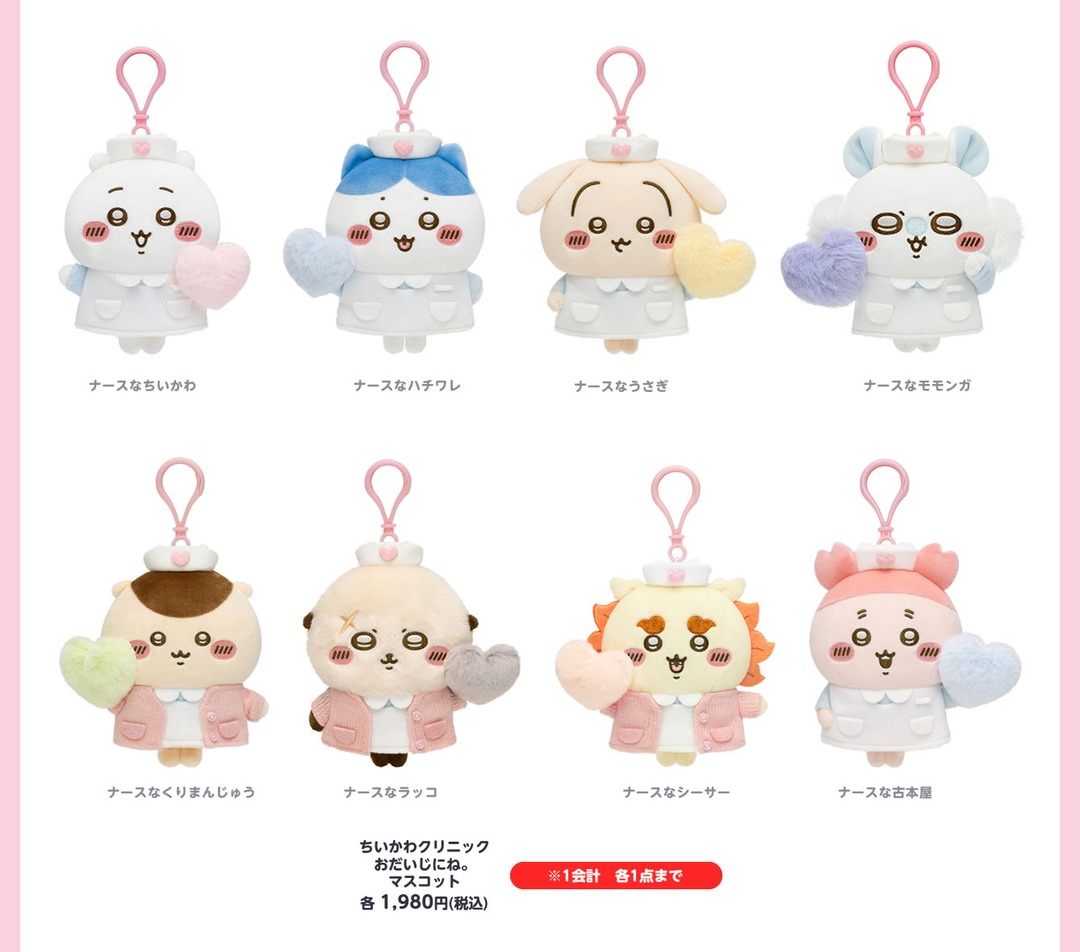 ナースなちいかわ
ナースなハチワレ
ナースなうさぎ
ナースなモモンガ
ナースなくりまんじゅう
ナースなラッコ
ナースなシーサー
ナースな古本屋
ちいかわクリニック
おだいじにね。
マスコット
各 1,980円(税込)
※1会計　各1点まで